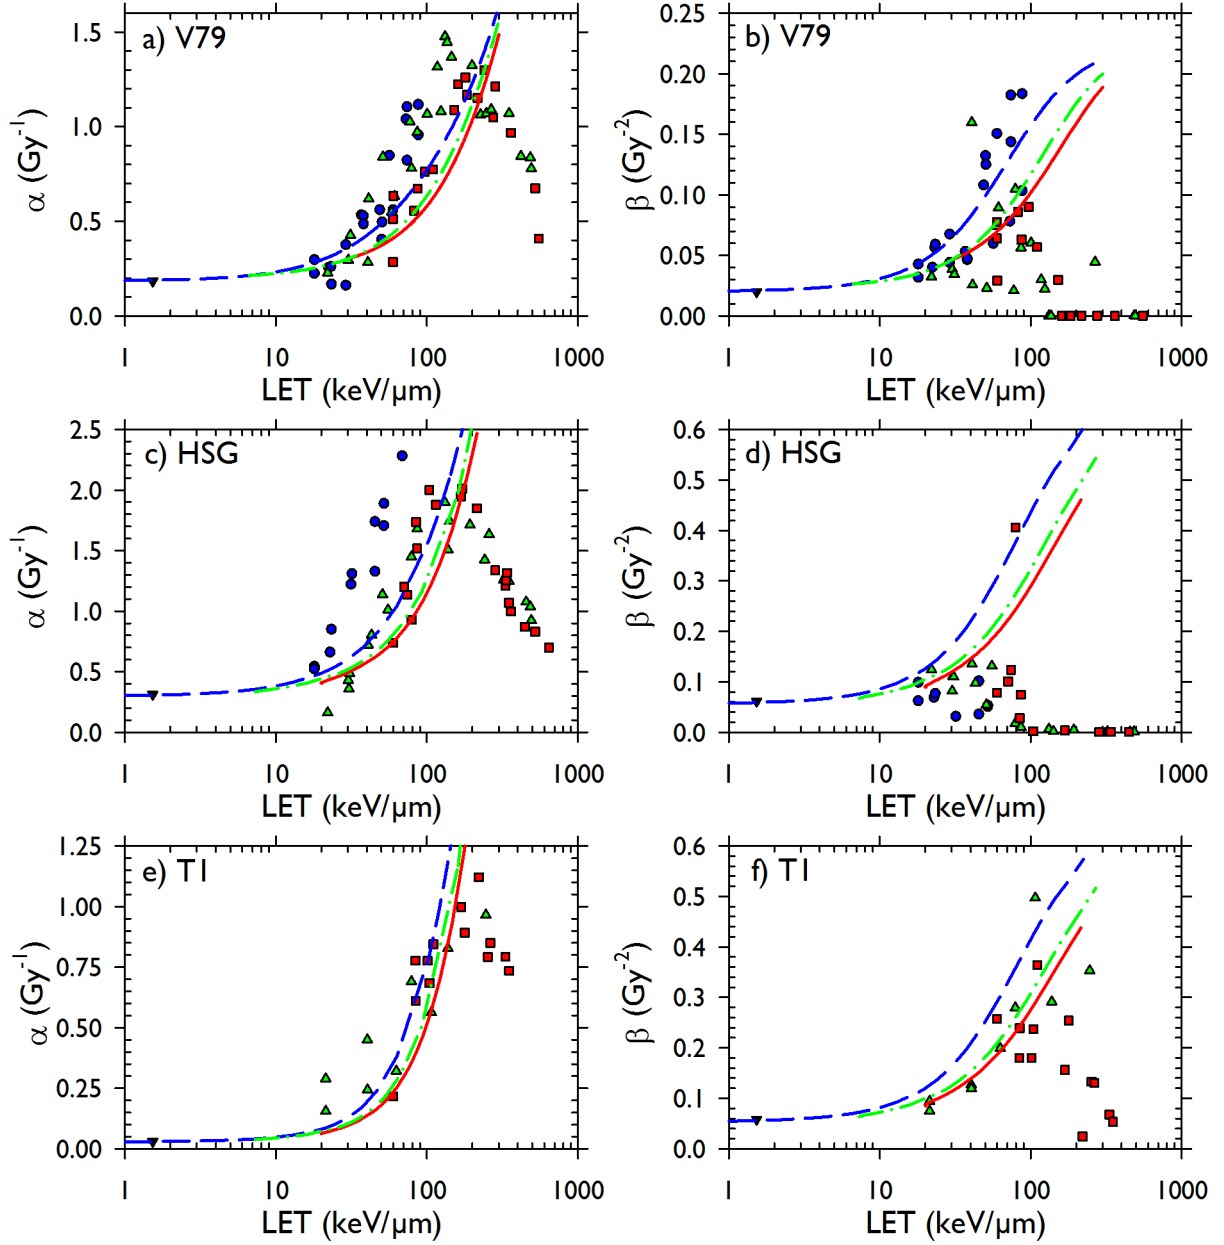 a) V79
α (Gy⁻¹)
1.5
1.0
0.5
0.0
1 10 100 1000
LET (keV/µm)
b) V79
β (Gy⁻²)
0.25
0.20
0.15
0.10
0.05
0.00
1 10 100 1000
LET (keV/µm)
c) HSG
α (Gy⁻¹)
2.5
2.0
1.5
1.0
0.5
0.0
1 10 100 1000
LET (keV/µm)
d) HSG
β (Gy⁻²)
0.6
0.5
0.4
0.3
0.2
0.1
0.0
1 10 100 1000
LET (keV/µm)
e) T1
α (Gy⁻¹)
1.25
1.00
0.75
0.50
0.25
0.00
1 10 100 1000
LET (keV/µm)
f) T1
β (Gy⁻²)
0.6
0.5
0.4
0.3
0.2
0.1
0.0
1 10 100 1000
LET (keV/µm)